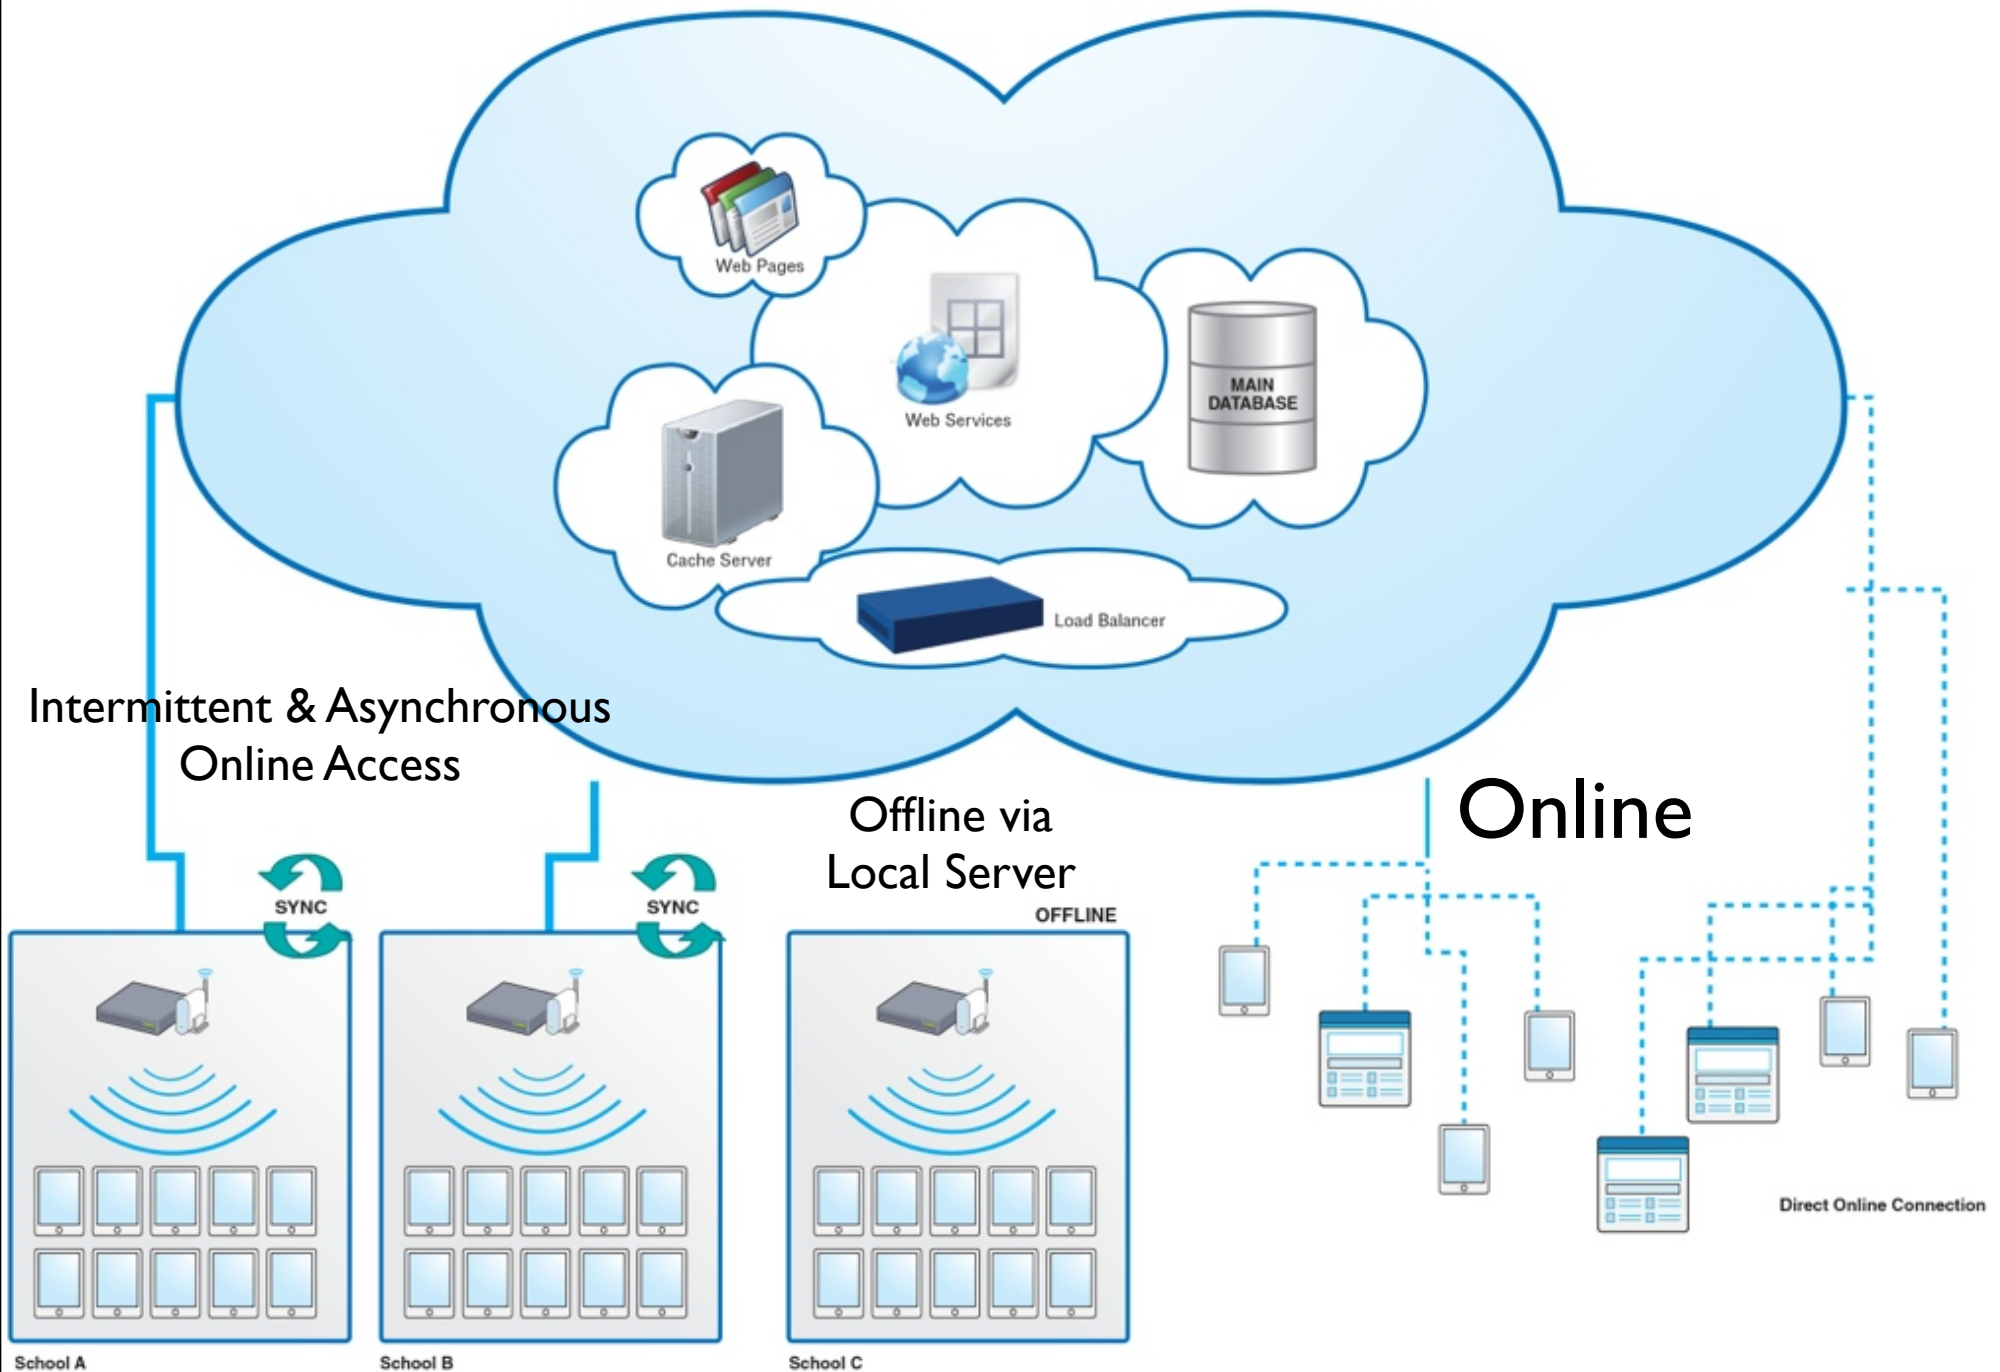 Web Pages
Web Services
MAIN
DATABASE
Cache Server
Load Balancer
Intermittent & Asynchronous
Online Access
Offline via
Local Server
Online
SYNC
SYNC
OFFLINE
Direct Online Connection
School A
School B
School C